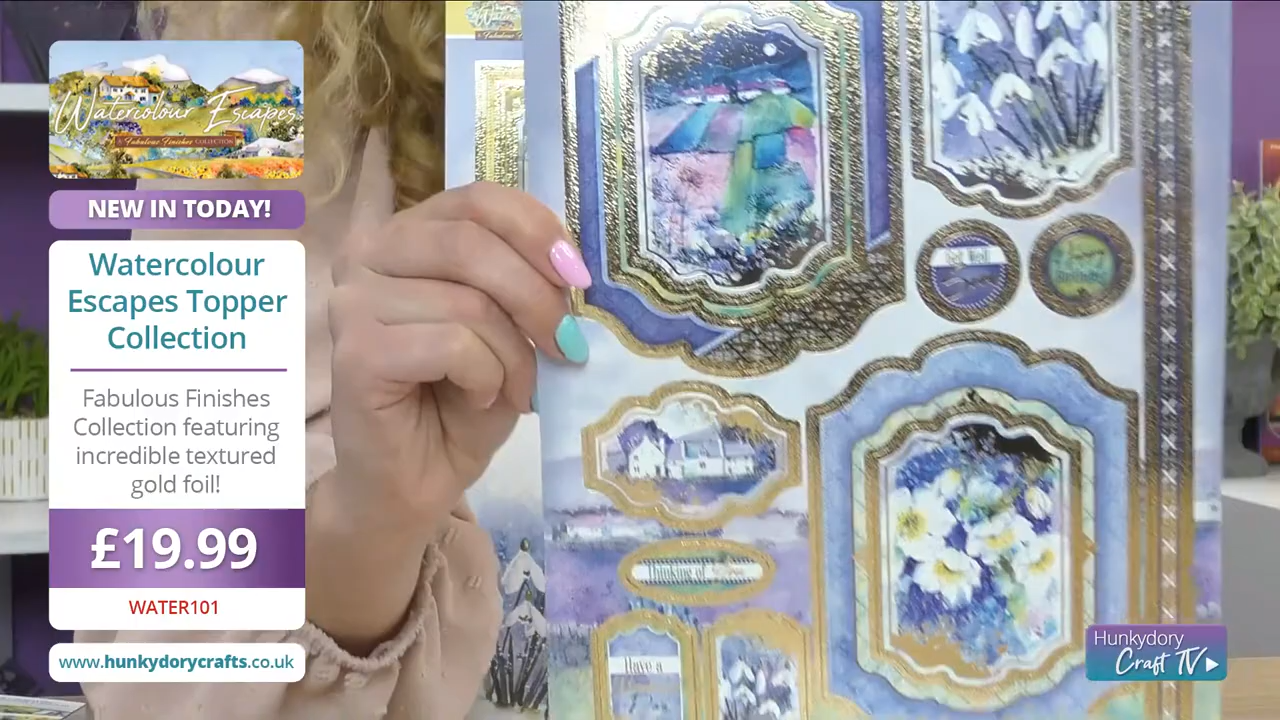 Watercolour Escapes
A Fabulous Finishes COLLECTION
NEW IN TODAY!
Watercolour
Escapes Topper
Collection
Fabulous Finishes
Collection featuring
incredible textured
gold foil!
£19.99
WATER101
www.hunkydorycrafts.co.uk
Get Well
Thinking of
Have a
Hunkydory
Craft TV